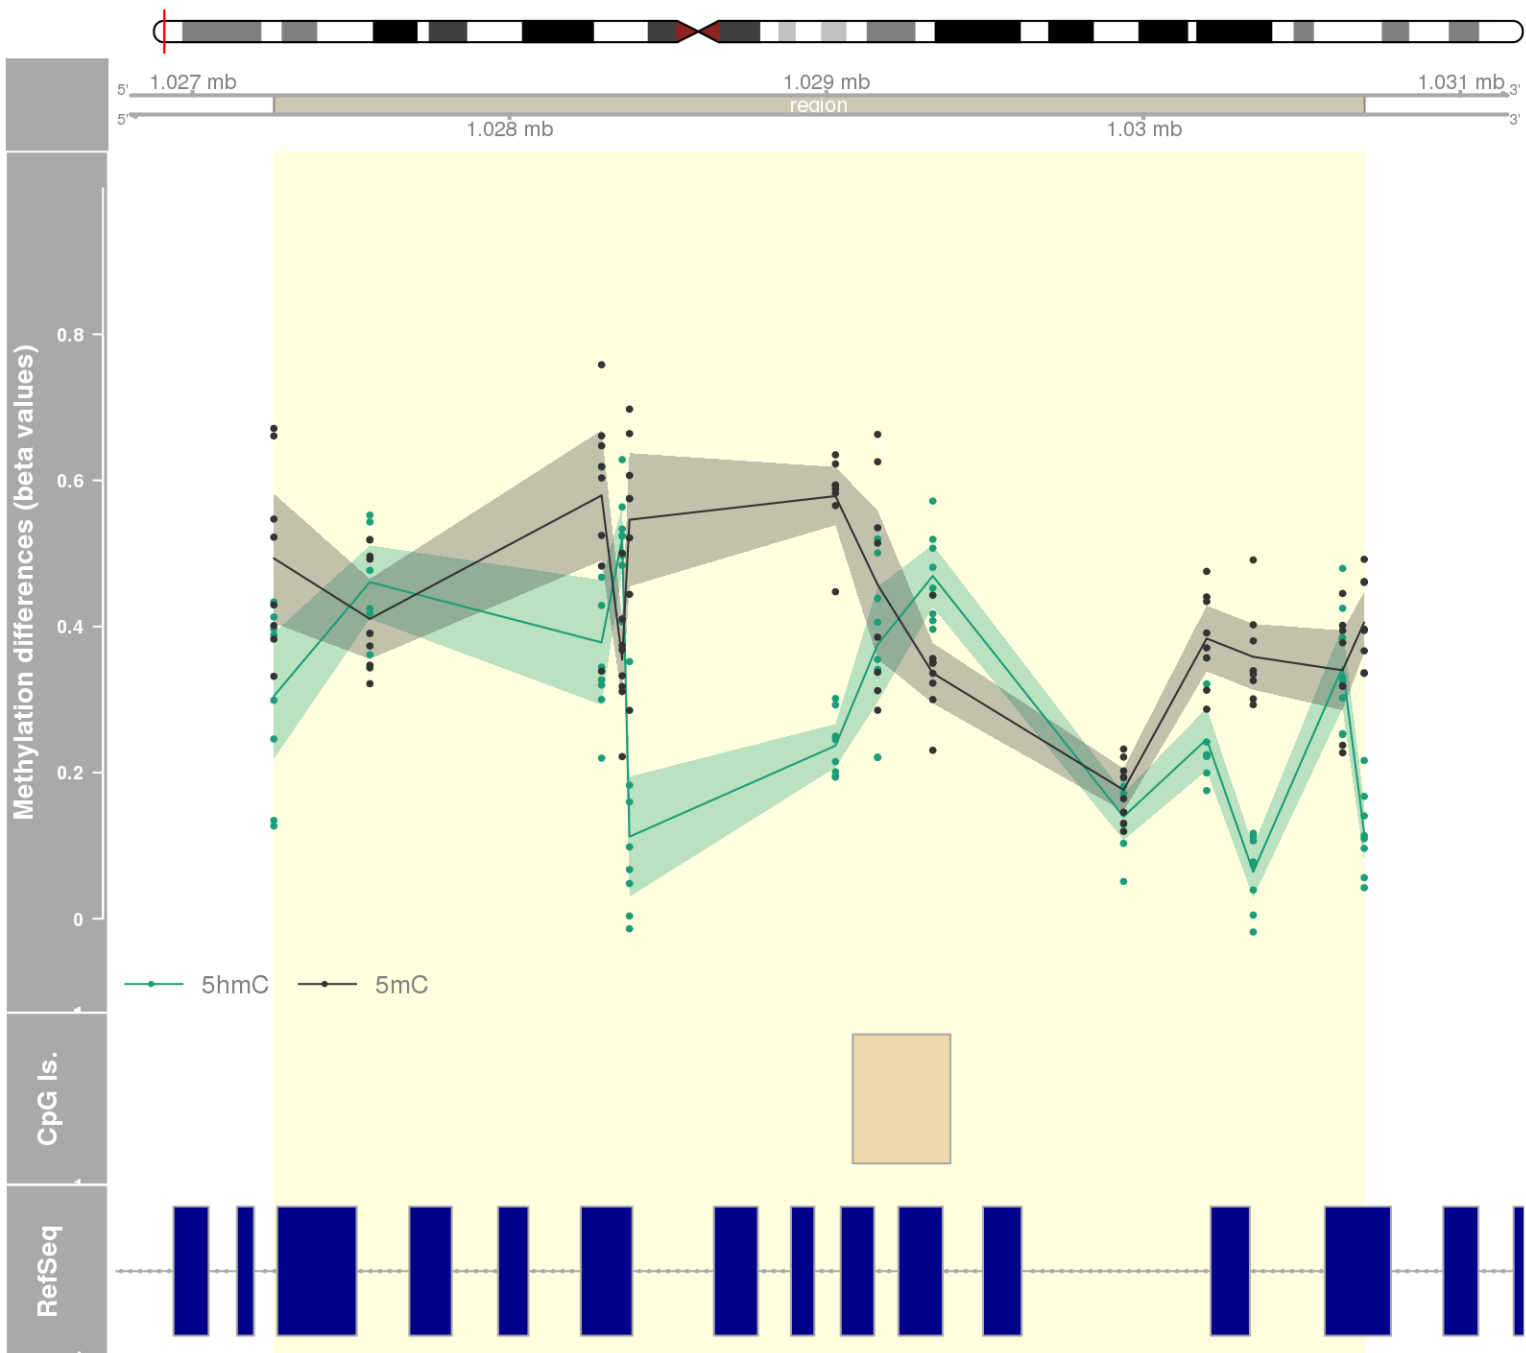 1.027 mb 1.029 mb 1.031 mb
5' 3'
region
5' 3'
1.028 mb 1.03 mb
Methylation differences (beta values)
0.8
0.6
0.4
0.2
0
5hmC 5mC
CpG Is.
RefSeq